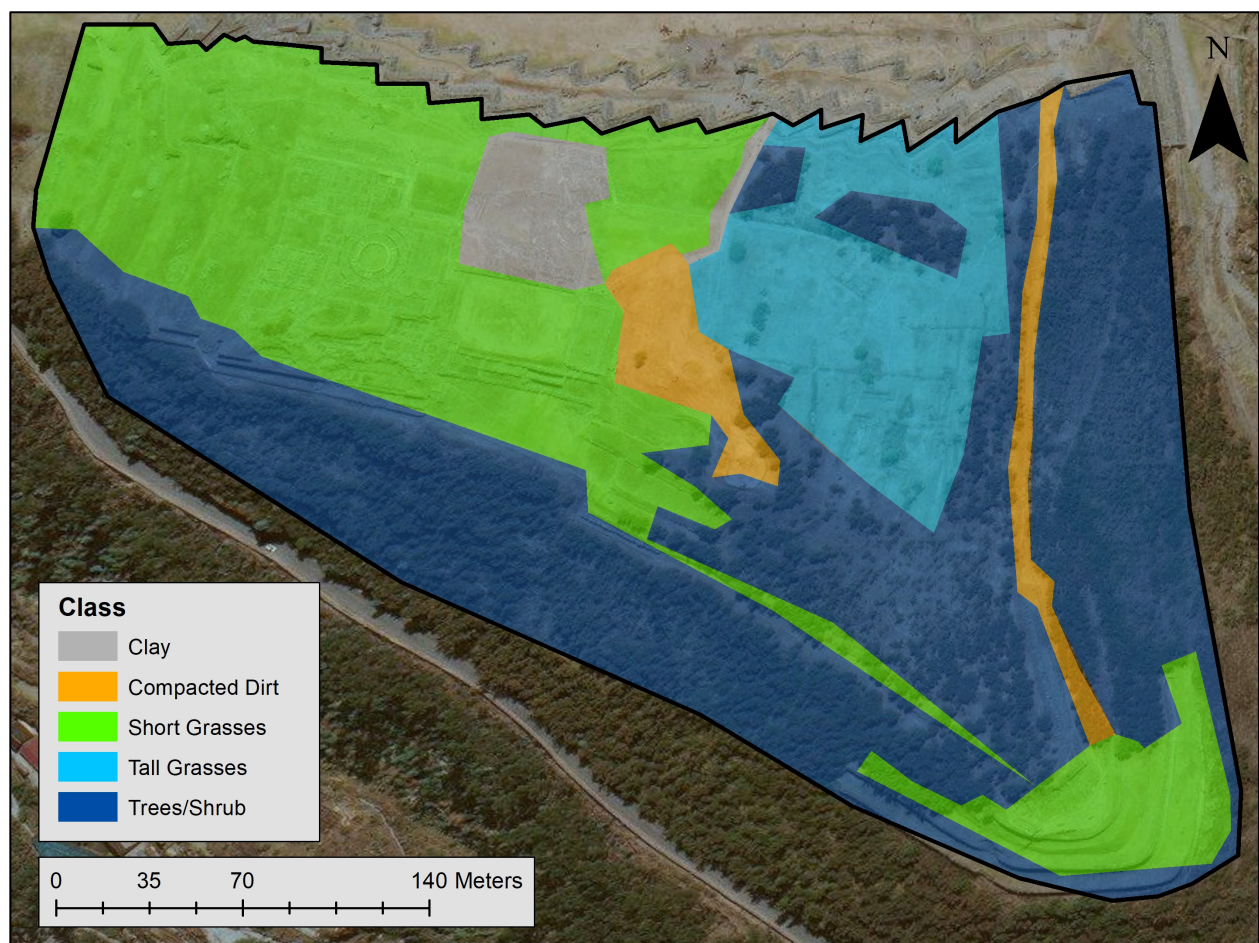 N
Class
Clay
Compacted Dirt
Short Grasses
Tall Grasses
Trees/Shrub
0 35 70 140 Meters